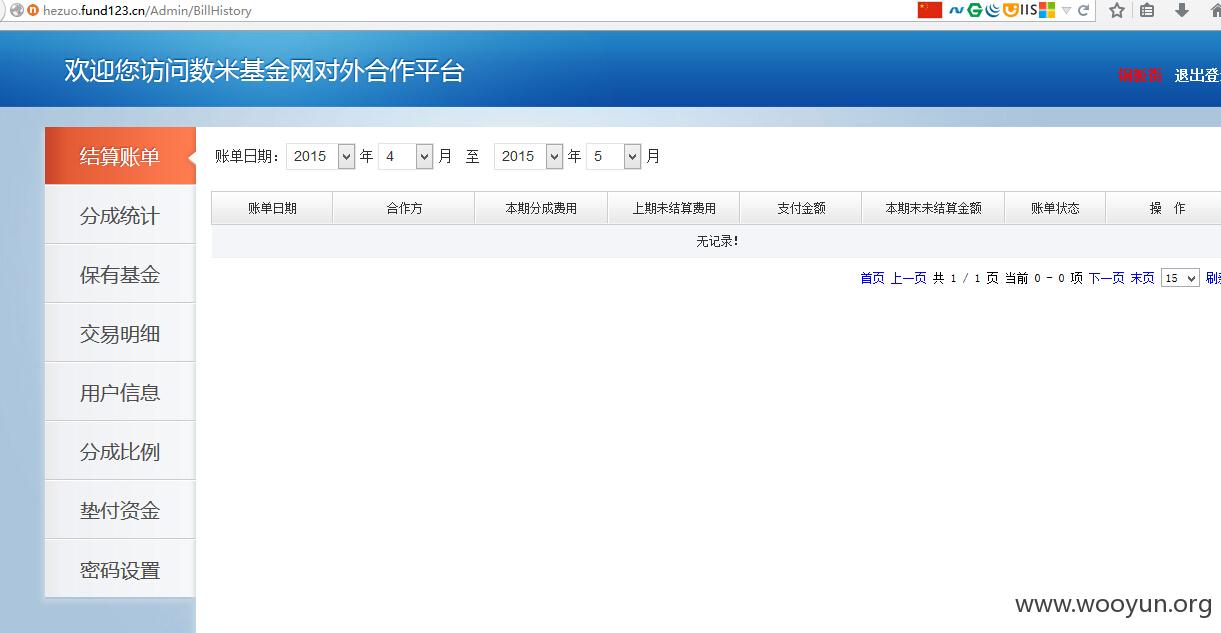 hezuo.fund123.cn/Admin/BillHistory
IIS
欢迎您访问数米基金网对外合作平台
退出登
结算账单
分成统计
保有基金
交易明细
用户信息
分成比例
垫付资金
密码设置
账单日期： 2015 年 4 月 至 2015 年 5 月
账单日期 合作方 本期分成费用 上期未结算费用 支付金额 本期末未结算金额 账单状态 操 作
无记录!
首页 上一页 共 1 / 1 页 当前 0 - 0 项 下一页 末页 15 刷
www.wooyun.org